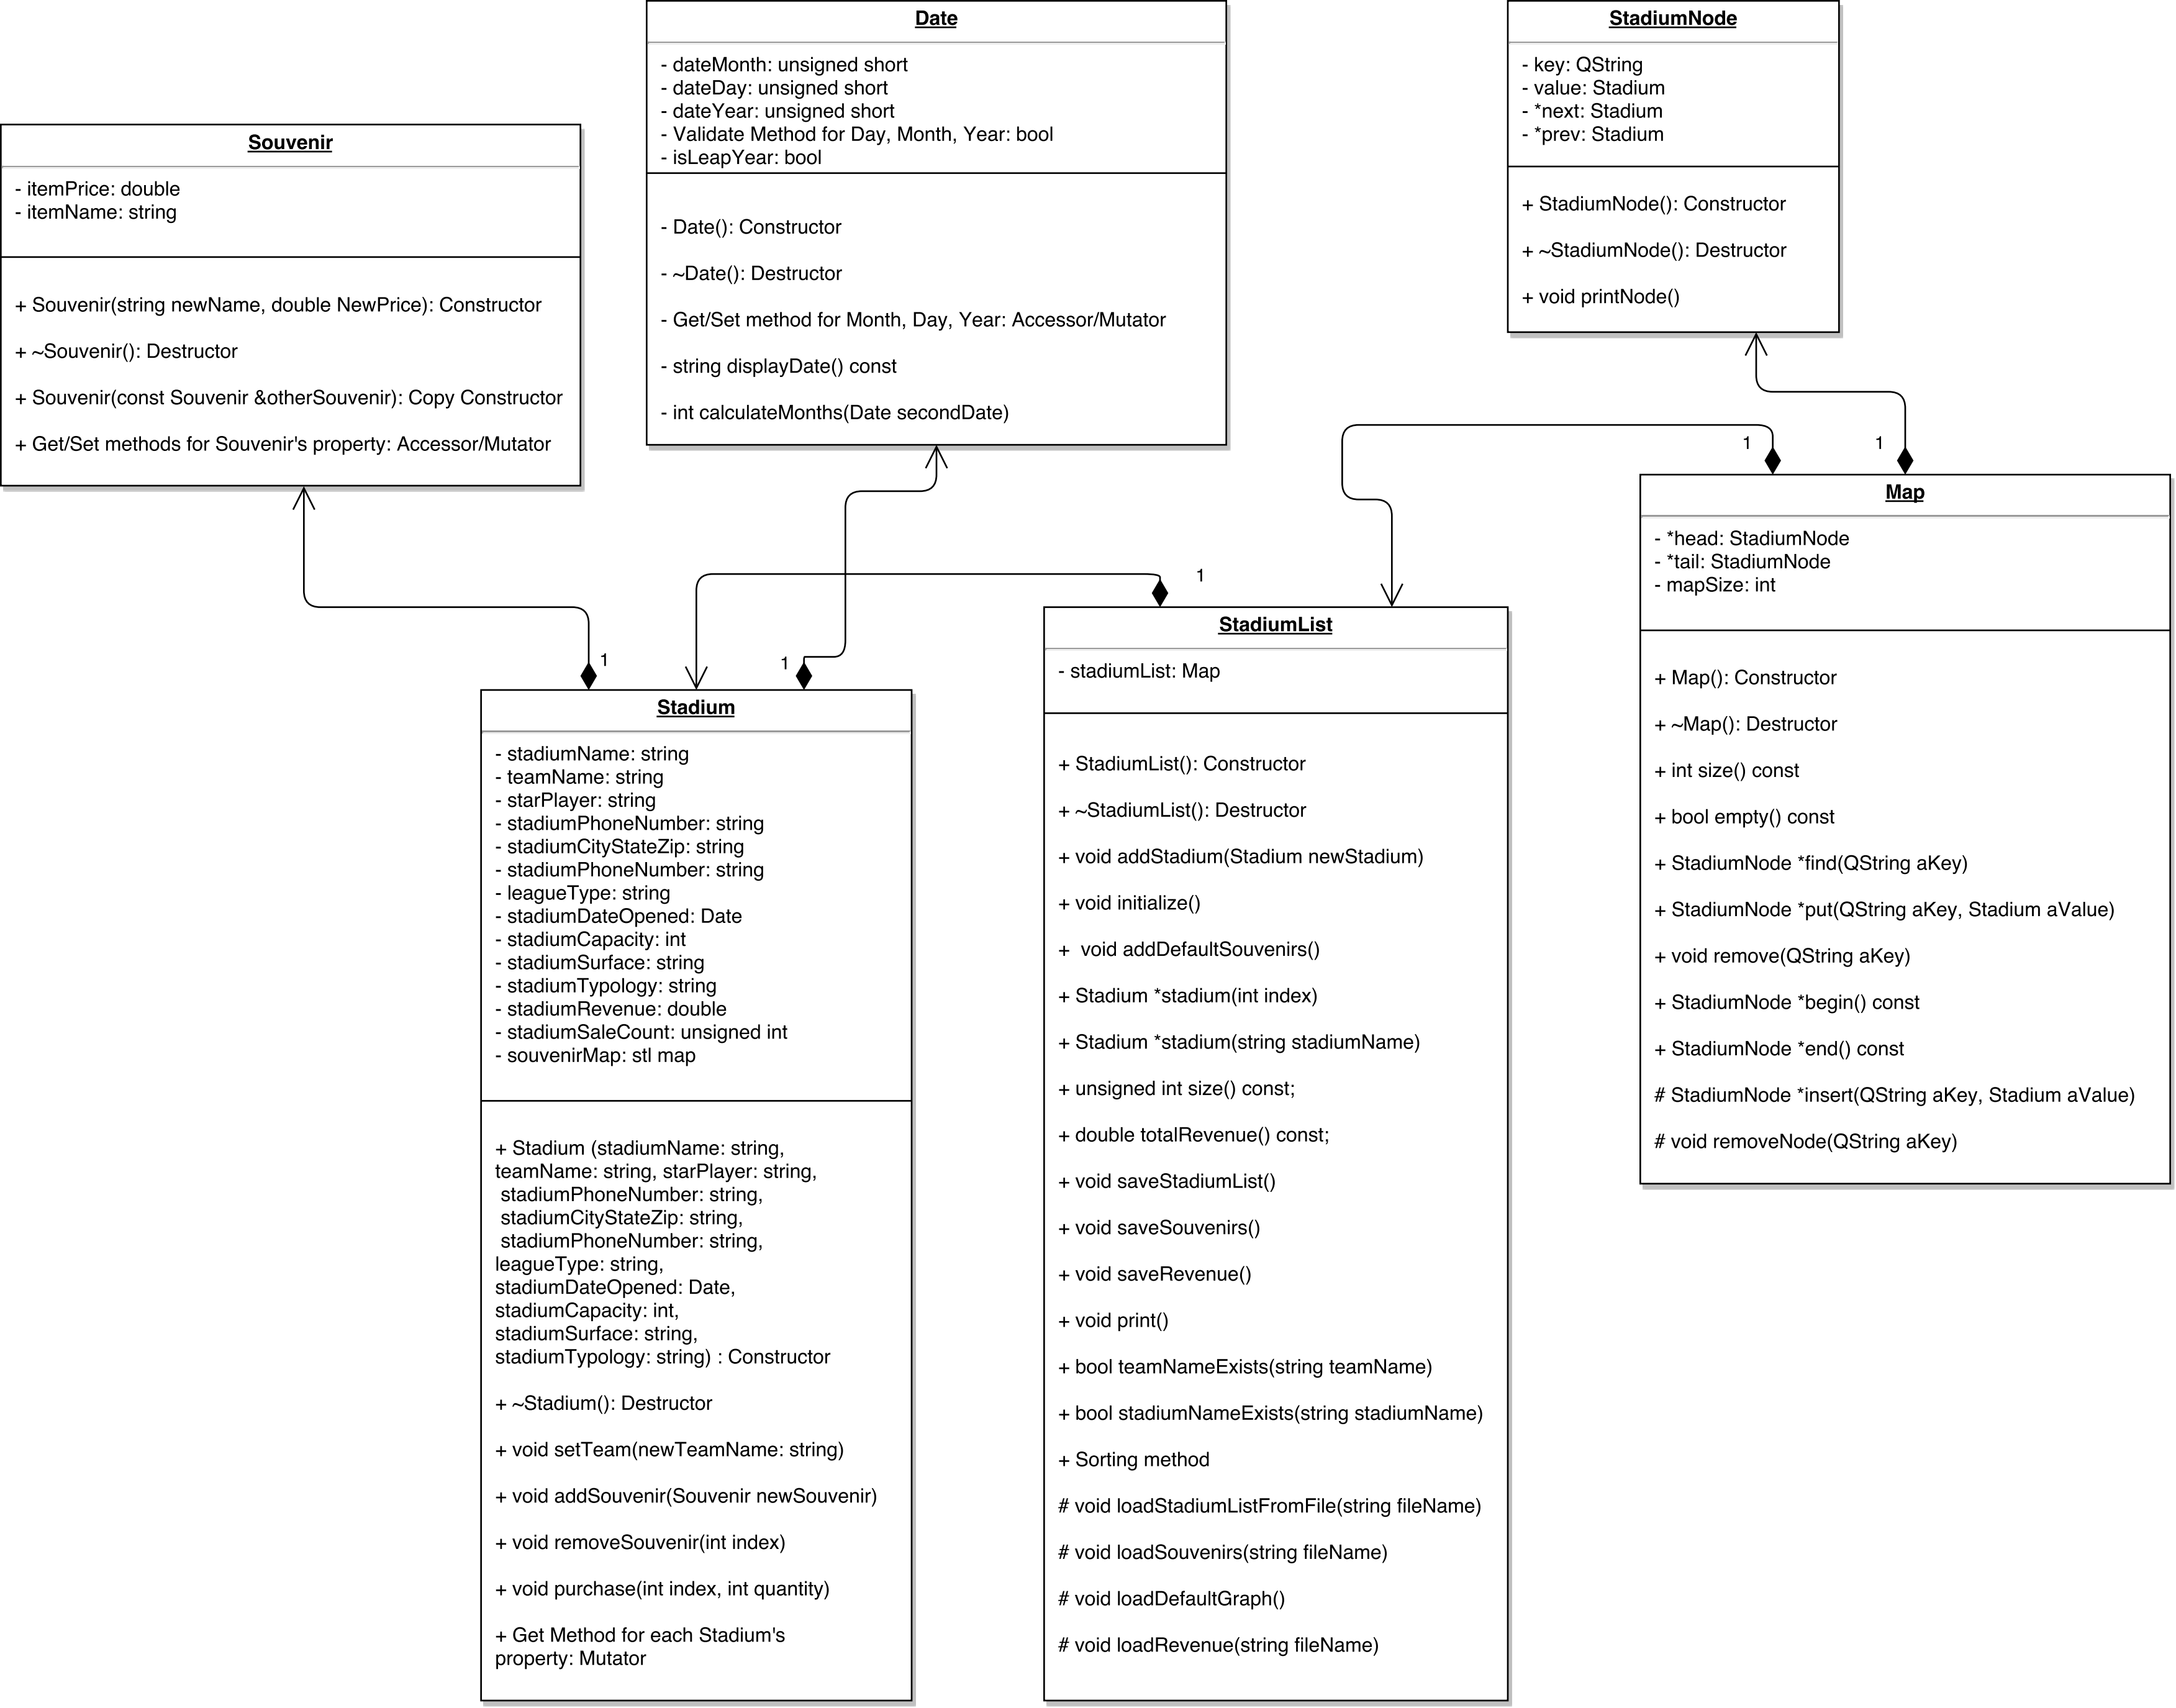 Souvenir
- itemPrice: double
- itemName: string
+ Souvenir(string newName, double NewPrice): Constructor
+ ~Souvenir(): Destructor
+ Souvenir(const Souvenir &otherSouvenir): Copy Constructor
+ Get/Set methods for Souvenir's property: Accessor/Mutator
Date
- dateMonth: unsigned short
- dateDay: unsigned short
- dateYear: unsigned short
- Validate Method for Day, Month, Year: bool
- isLeapYear: bool
- Date(): Constructor
- ~Date(): Destructor
- Get/Set method for Month, Day, Year: Accessor/Mutator
- string displayDate() const
- int calculateMonths(Date secondDate)
StadiumNode
- key: QString
- value: Stadium
- *next: Stadium
- *prev: Stadium
+ StadiumNode(): Constructor
+ ~StadiumNode(): Destructor
+ void printNode()
1
1
Map
- *head: StadiumNode
- *tail: StadiumNode
- mapSize: int
+ Map(): Constructor
+ ~Map(): Destructor
+ int size() const
+ bool empty() const
+ StadiumNode *find(QString aKey)
+ StadiumNode *put(QString aKey, Stadium aValue)
+ void remove(QString aKey)
+ StadiumNode *begin() const
+ StadiumNode *end() const
# StadiumNode *insert(QString aKey, Stadium aValue)
# void removeNode(QString aKey)
1
1
Stadium
- stadiumName: string
- teamName: string
- starPlayer: string
- stadiumPhoneNumber: string
- stadiumCityStateZip: string
- stadiumPhoneNumber: string
- leagueType: string
- stadiumDateOpened: Date
- stadiumCapacity: int
- stadiumSurface: string
- stadiumTypology: string
- stadiumRevenue: double
- stadiumSaleCount: unsigned int
- souvenirMap: stl map
+ Stadium (stadiumName: string,
teamName: string, starPlayer: string,
stadiumPhoneNumber: string,
stadiumCityStateZip: string,
stadiumPhoneNumber: string,
leagueType: string,
stadiumDateOpened: Date,
stadiumCapacity: int,
stadiumSurface: string,
stadiumTypology: string) : Constructor
+ ~Stadium(): Destructor
+ void setTeam(newTeamName: string)
+ void addSouvenir(Souvenir newSouvenir)
+ void removeSouvenir(int index)
+ void purchase(int index, int quantity)
+ Get Method for each Stadium's
property: Mutator
1
StadiumList
- stadiumList: Map
+ StadiumList(): Constructor
+ ~StadiumList(): Destructor
+ void addStadium(Stadium newStadium)
+ void initialize()
+  void addDefaultSouvenirs()
+ Stadium *stadium(int index)
+ Stadium *stadium(string stadiumName)
+ unsigned int size() const;
+ double totalRevenue() const;
+ void saveStadiumList()
+ void saveSouvenirs()
+ void saveRevenue()
+ void print()
+ bool teamNameExists(string teamName)
+ bool stadiumNameExists(string stadiumName)
+ Sorting method
# void loadStadiumListFromFile(string fileName)
# void loadSouvenirs(string fileName)
# void loadDefaultGraph()
# void loadRevenue(string fileName)